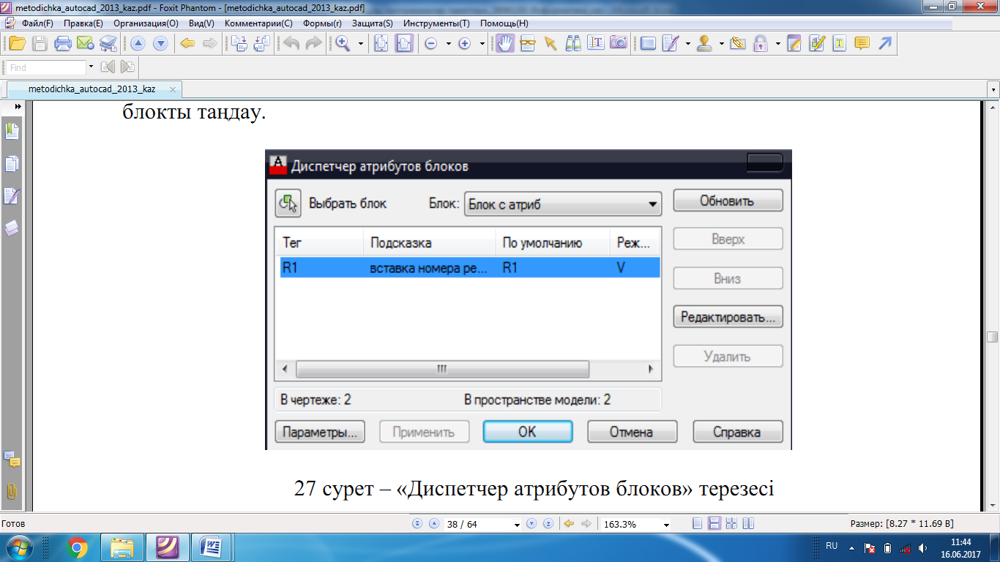 metodichka_autocad_2013_kaz.pdf - Foxit Phantom - [metodichka_autocad_2013_kaz.pdf]
Файл(F) Правка(E) Организация(O) Вид(V) Комментарии(C) Формы(r) Защита(S) Инструменты(T) Помощь(H)
Find
metodichka_autocad_2013_kaz
блокты таңдау.
Диспетчер атрибутов блоков
Выбрать блок Блок: Блок с атриб Обновить
Тег Подсказка По умолчанию Реж...
Вверх
R1 вставка номера ре... R1 V
Вниз
Редактировать...
Удалить
В чертеже: 2 В пространстве модели: 2
Параметры... Применить OK Отмена Справка
27 сурет – «Диспетчер атрибутов блоков» терезесі
Готов 38 / 64 163.3% Размер: [8.27 * 11.69 В]
RU 11:44
16.06.2017